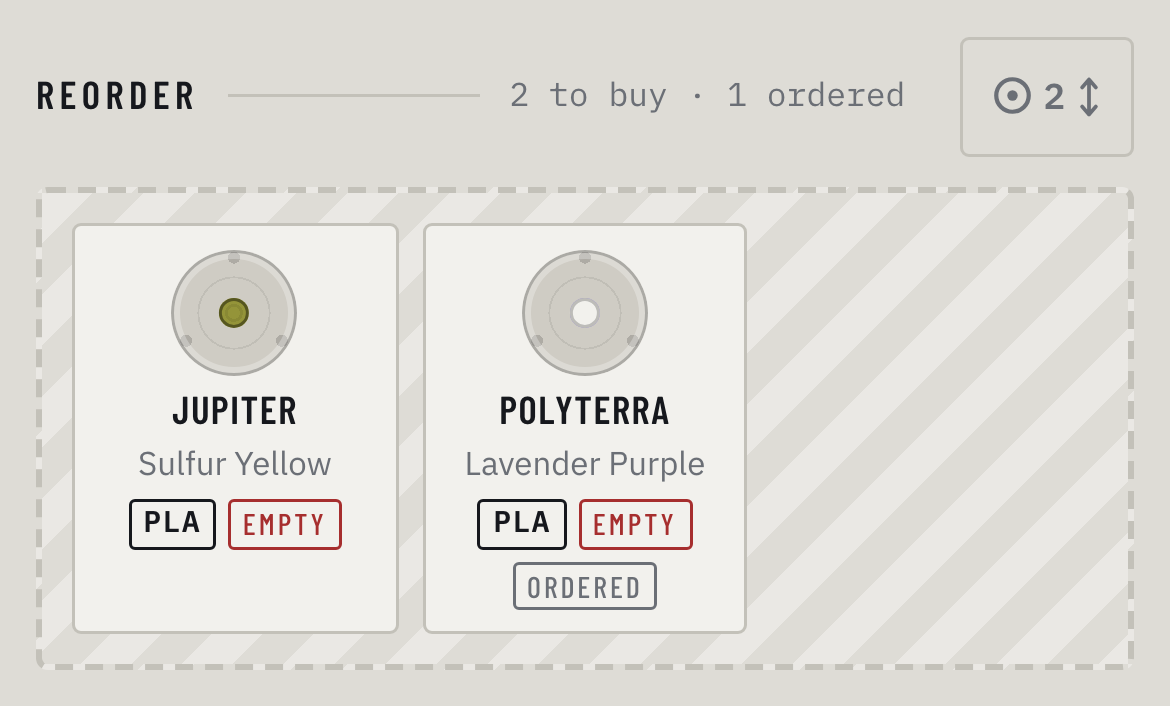 REORDER 2 to buy · 1 ordered 2
JUPITER
Sulfur Yellow
PLA EMPTY
POLYTERRA
Lavender Purple
PLA EMPTY
ORDERED